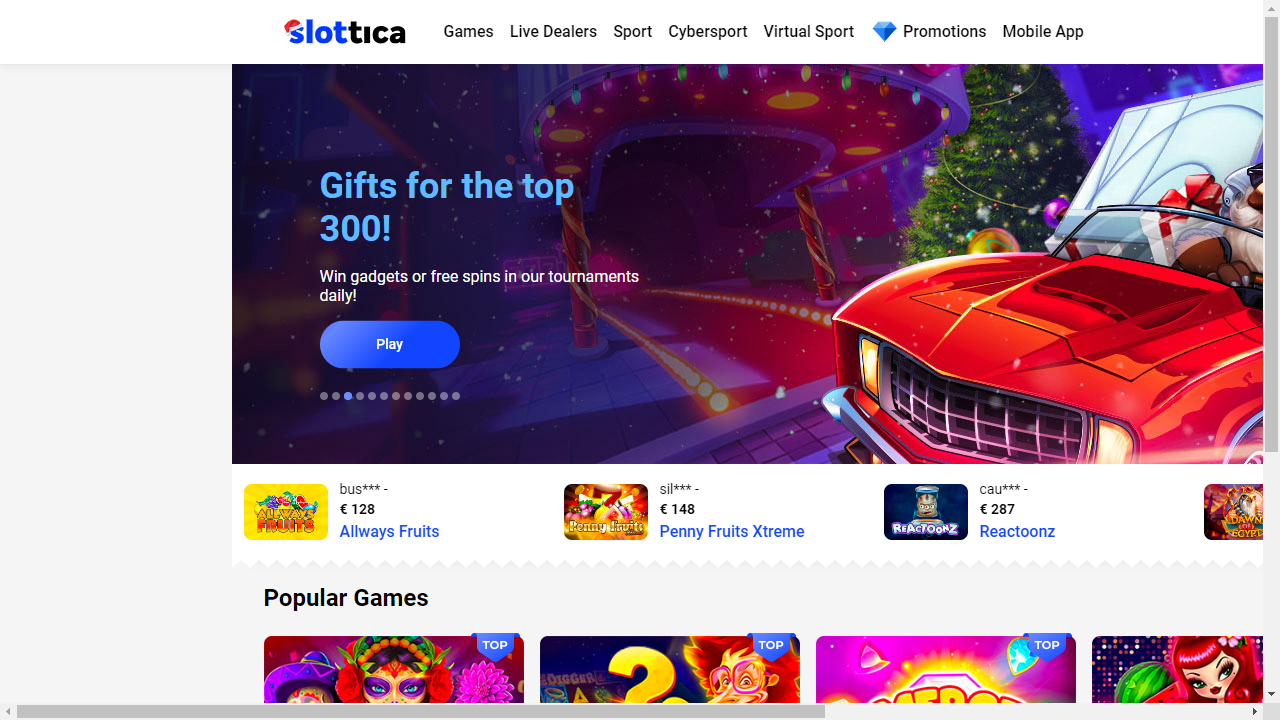 slottica
Games Live Dealers Sport Cybersport Virtual Sport Promotions Mobile App
Gifts for the top
300!
Win gadgets or free spins in our tournaments
daily!
Play
bus*** -
€ 128
Allways Fruits
ALLWAYS
FRUITS
sil*** -
€ 148
Penny Fruits Xtreme
Penny Fruits
cau*** -
€ 287
Reactoonz
REACTOONZ
DAWN
OF
EGYPT
Popular Games
TOP
TOP
TOP